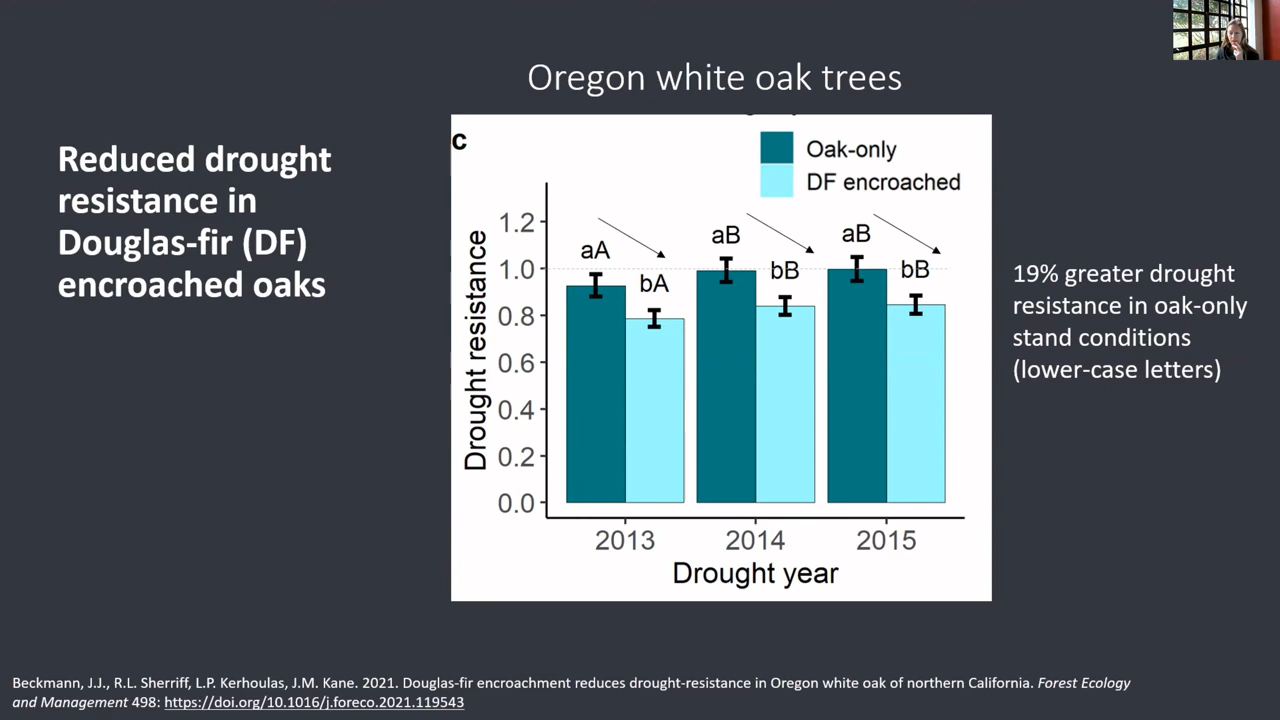 Oregon white oak trees
Reduced drought
resistance in
Douglas-fir (DF)
encroached oaks
c
Oak-only
DF encroached
Drought resistance
1.2
1.0
0.8
0.6
0.4
0.2
0.0
aA
bA
aB
bB
aB
bB
2013 2014 2015
Drought year
19% greater drought
resistance in oak-only
stand conditions
(lower-case letters)
Beckmann, J.J., R.L. Sherriff, L.P. Kerhoulas, J.M. Kane. 2021. Douglas-fir encroachment reduces drought-resistance in Oregon white oak of northern California. Forest Ecology
and Management 498: https://doi.org/10.1016/j.foreco.2021.119543